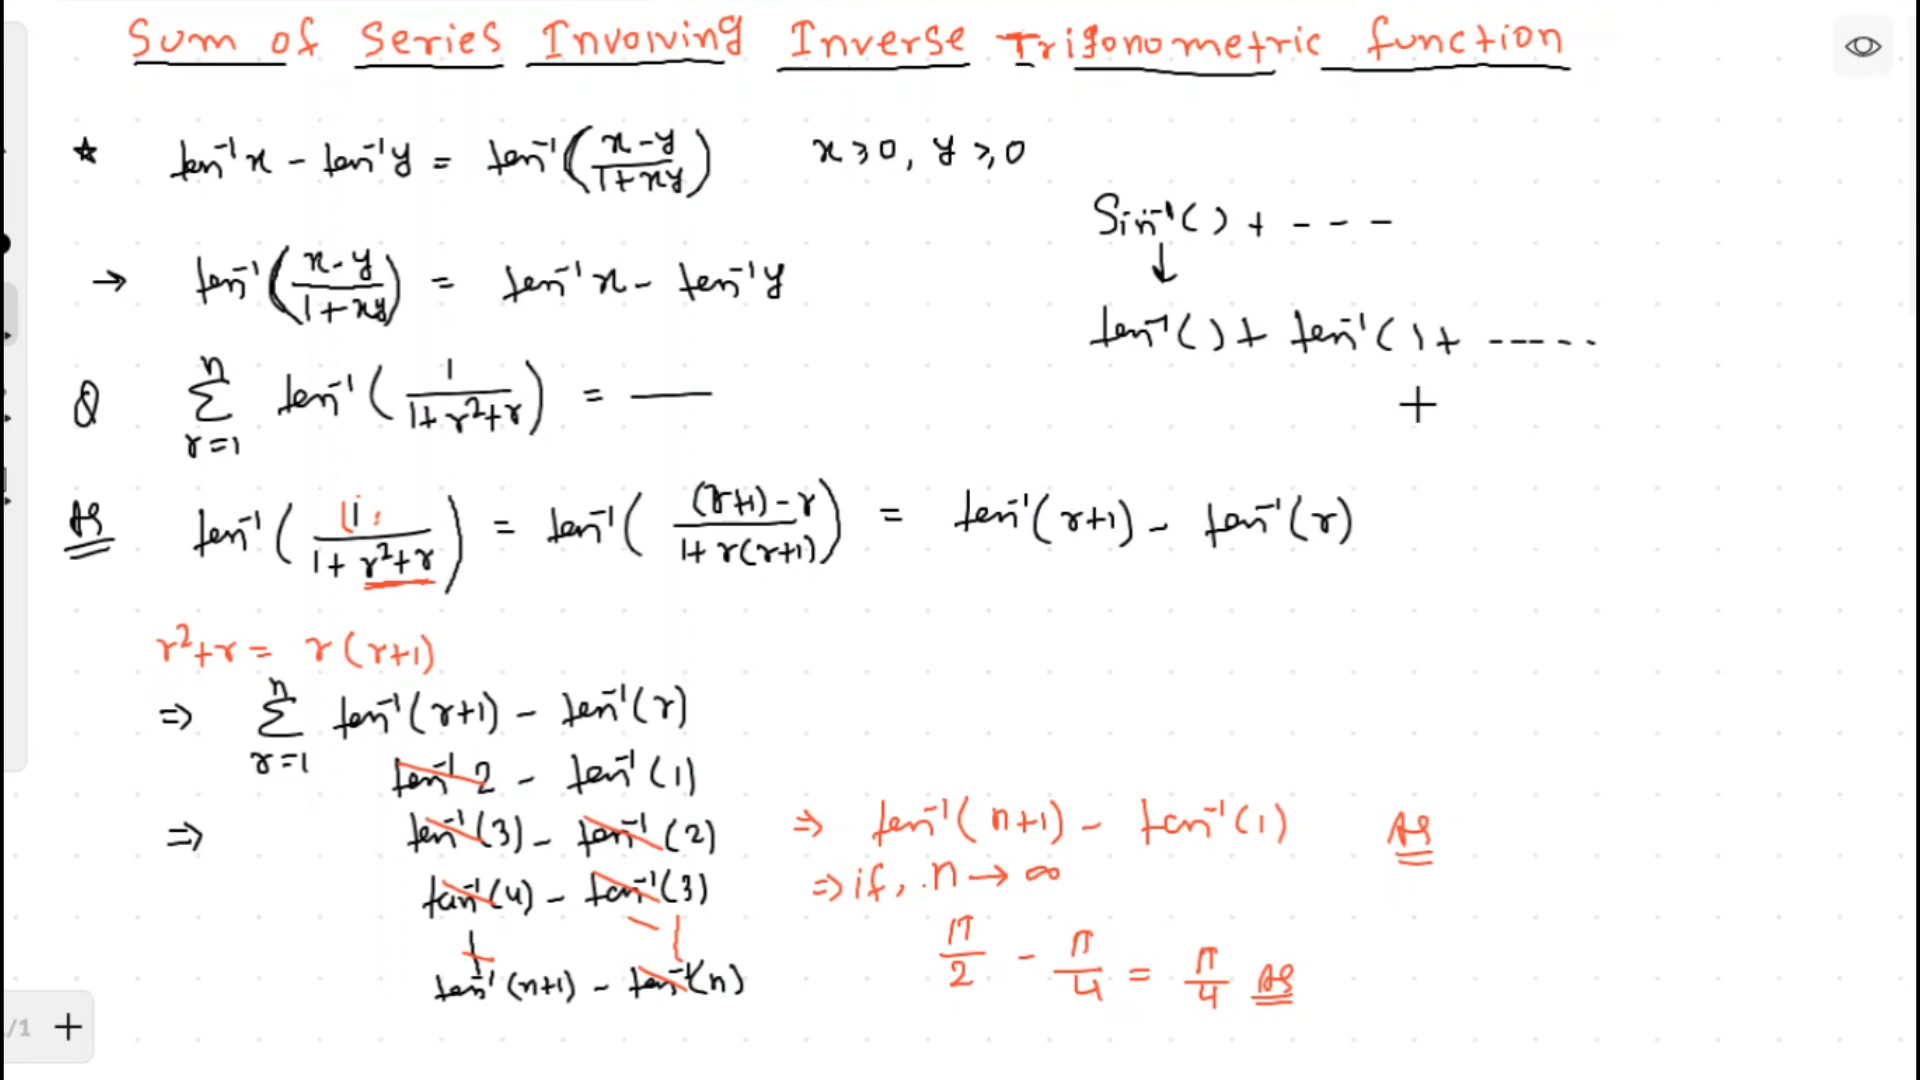 Sum of Series Involving Inverse Trigonometric function
★ tan⁻¹x - tan⁻¹y = tan⁻¹((x-y)/(1+xy)) x≥0, y≥0
Sin⁻¹( ) + - - -
↓
→ tan⁻¹((x-y)/(1+xy)) = tan⁻¹x - tan⁻¹y
tan⁻¹( ) + tan⁻¹( ) + ------
+
Q Σ_{r=1}^{n} tan⁻¹(1/(1+r²+r)) = ——
AS tan⁻¹(1/(1+r²+r)) = tan⁻¹(((r+1)-r)/(1+r(r+1))) = tan⁻¹(r+1) - tan⁻¹(r)
r²+r = r(r+1)
⇒ Σ_{r=1}^{n} tan⁻¹(r+1) - tan⁻¹(r)
tan⁻¹2 - tan⁻¹(1)
⇒ tan⁻¹(3) - tan⁻¹(2)
tan⁻¹(4) - tan⁻¹(3)
tan⁻¹(n+1) - tan⁻¹(n)
⇒ tan⁻¹(n+1) - tan⁻¹(1) AS
⇒ if, n → ∞
π/2 - π/4 = π/4 AS
/1 +